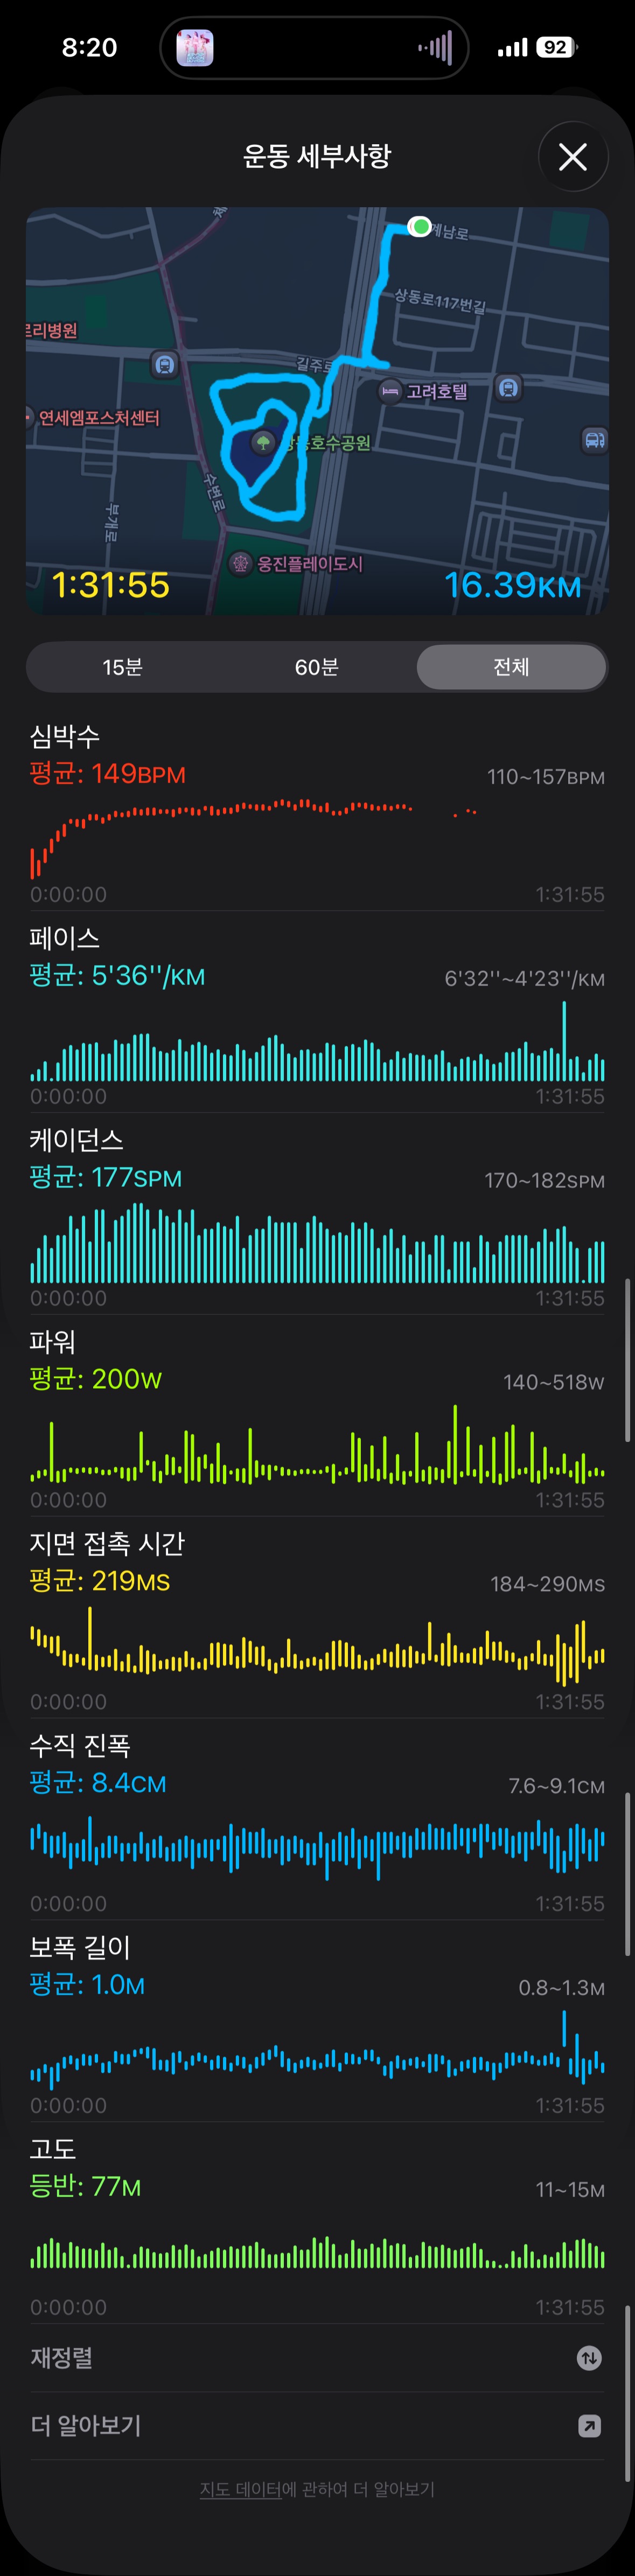 8:20
92
운동 세부사항
계남로
상동로117번길
르리병원
길주로
고려호텔
연세엠포스처센터
상동호수공원
수변로
부개로
웅진플레이도시
1:31:55
16.39KM
15분
60분
전체
심박수
평균: 149BPM
110~157BPM
0:00:00
1:31:55
페이스
평균: 5'36''/KM
6'32''~4'23''/KM
0:00:00
1:31:55
케이던스
평균: 177SPM
170~182SPM
0:00:00
1:31:55
파워
평균: 200W
140~518W
0:00:00
1:31:55
지면 접촉 시간
평균: 219MS
184~290MS
0:00:00
1:31:55
수직 진폭
평균: 8.4CM
7.6~9.1CM
0:00:00
1:31:55
보폭 길이
평균: 1.0M
0.8~1.3M
0:00:00
1:31:55
고도
등반: 77M
11~15M
0:00:00
1:31:55
재정렬
더 알아보기
지도 데이터에 관하여 더 알아보기